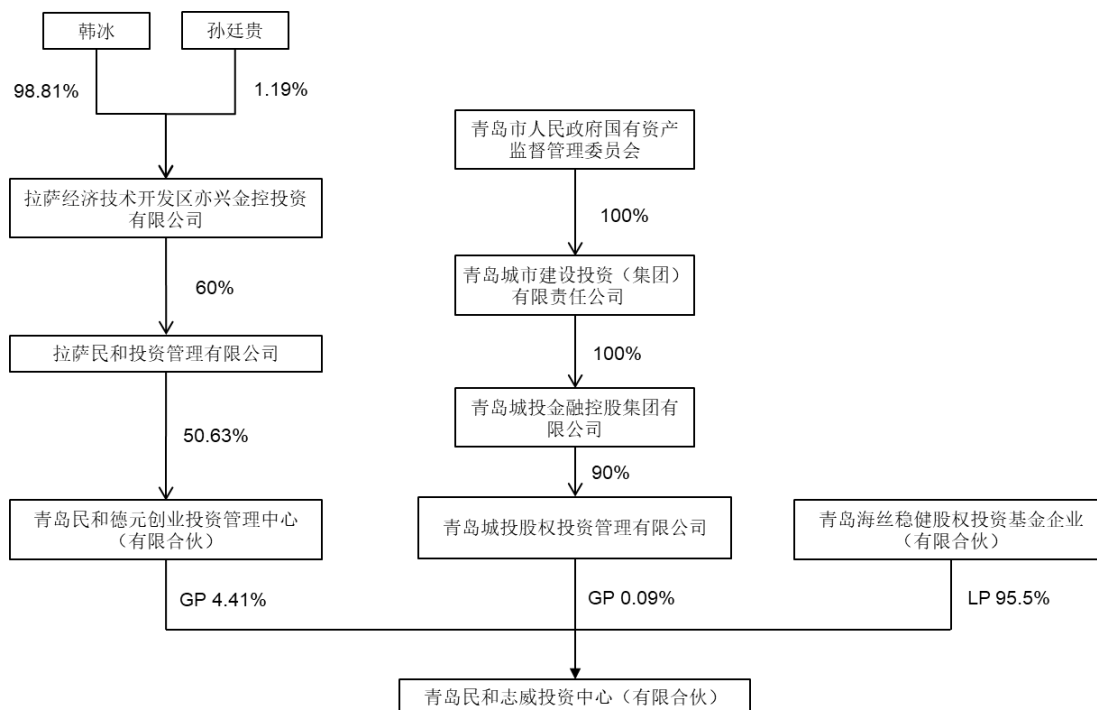 韩冰
孙廷贵
98.81%
1.19%
青岛市人民政府国有资产
监督管理委员会
拉萨经济技术开发区亦兴金控投资
有限公司
100%
青岛城市建设投资（集团）
有限责任公司
60%
拉萨民和投资管理有限公司
100%
青岛城投金融控股集团有
限公司
50.63%
90%
青岛民和德元创业投资管理中心
（有限合伙）
青岛城投股权投资管理有限公司
青岛海丝稳健股权投资基金企业
（有限合伙）
GP 4.41%
GP 0.09%
LP 95.5%
青岛民和志威投资中心（有限合伙）